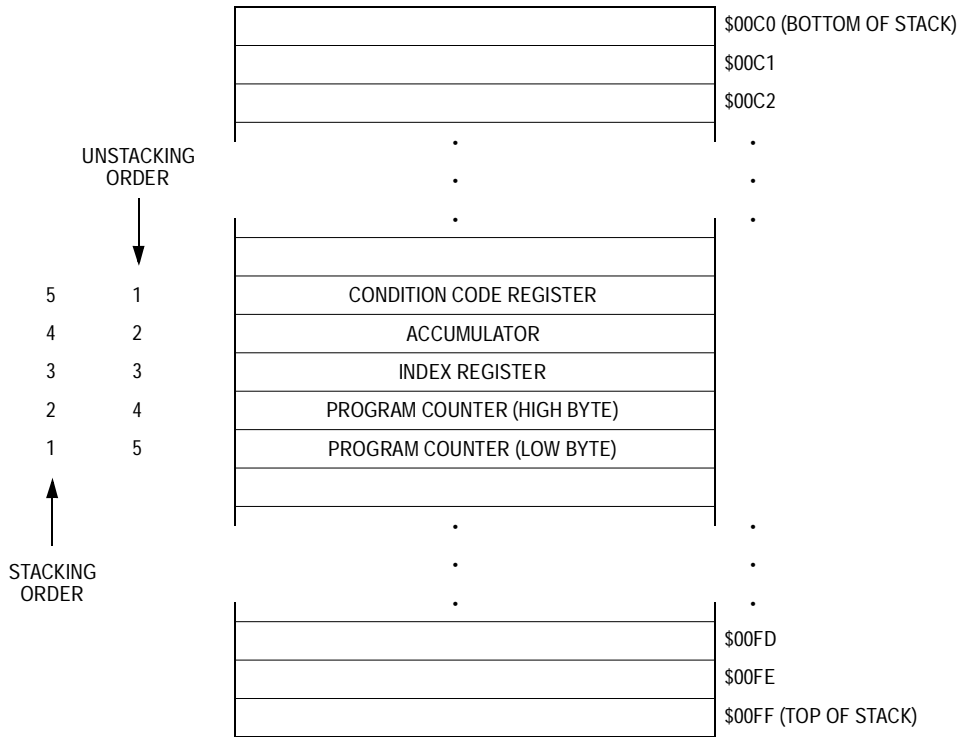 $00C0 (BOTTOM OF STACK)
$00C1
$00C2
UNSTACKING
ORDER
5 1 CONDITION CODE REGISTER
4 2 ACCUMULATOR
3 3 INDEX REGISTER
2 4 PROGRAM COUNTER (HIGH BYTE)
1 5 PROGRAM COUNTER (LOW BYTE)
STACKING
ORDER
$00FD
$00FE
$00FF (TOP OF STACK)